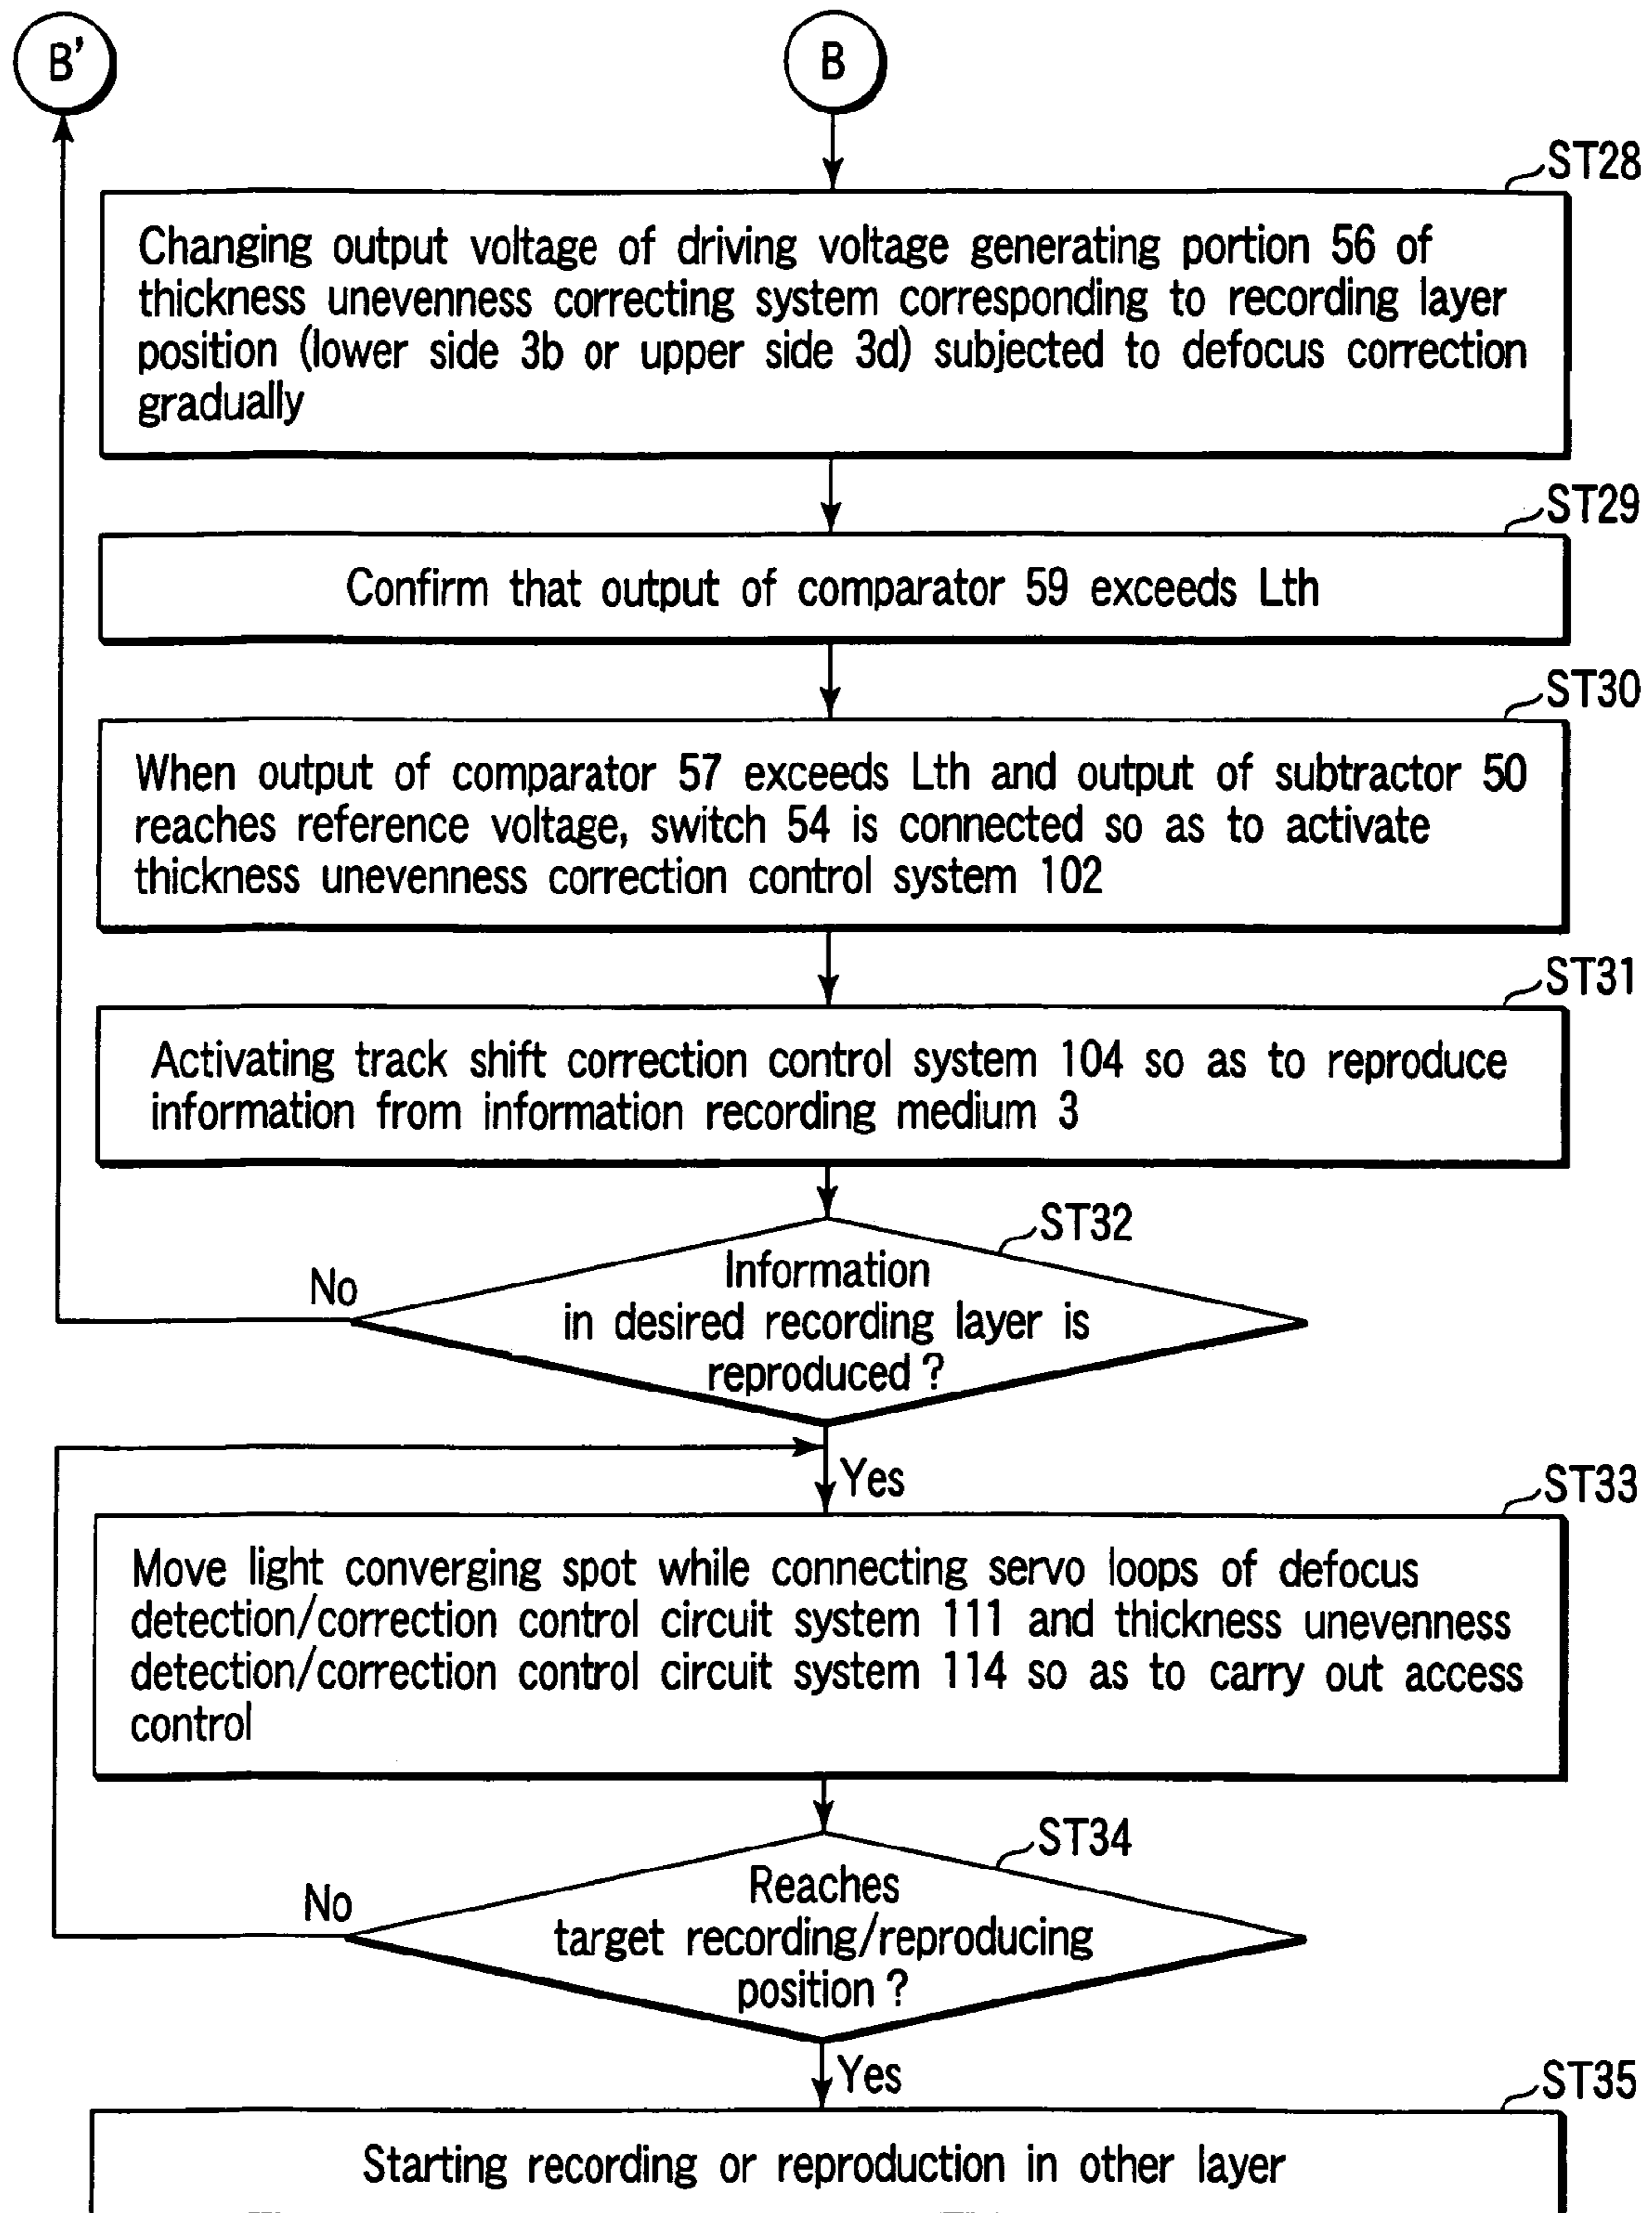 B'
B
ST28
Changing output voltage of driving voltage generating portion 56 of
thickness unevenness correcting system corresponding to recording layer
position (lower side 3b or upper side 3d) subjected to defocus correction
gradually
ST29
Confirm that output of comparator 59 exceeds Lth
ST30
When output of comparator 57 exceeds Lth and output of subtractor 50
reaches reference voltage, switch 54 is connected so as to activate
thickness unevenness correction control system 102
ST31
Activating track shift correction control system 104 so as to reproduce
information from information recording medium 3
ST32
Information
in desired recording layer is
reproduced ?
No
Yes
ST33
Move light converging spot while connecting servo loops of defocus
detection/correction control circuit system 111 and thickness unevenness
detection/correction control circuit system 114 so as to carry out access
control
ST34
Reaches
target recording/reproducing
position ?
No
Yes
ST35
Starting recording or reproduction in other layer